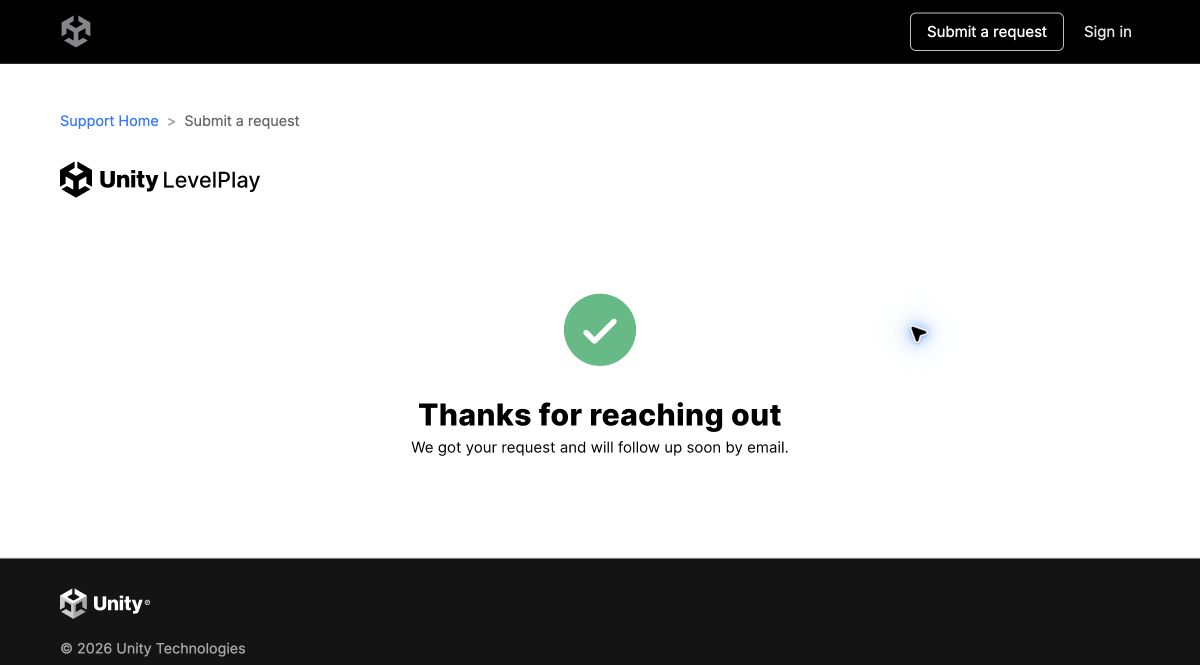 Submit a request
Sign in
Support Home > Submit a request
Unity LevelPlay
Thanks for reaching out
We got your request and will follow up soon by email.
Unity®
© 2026 Unity Technologies